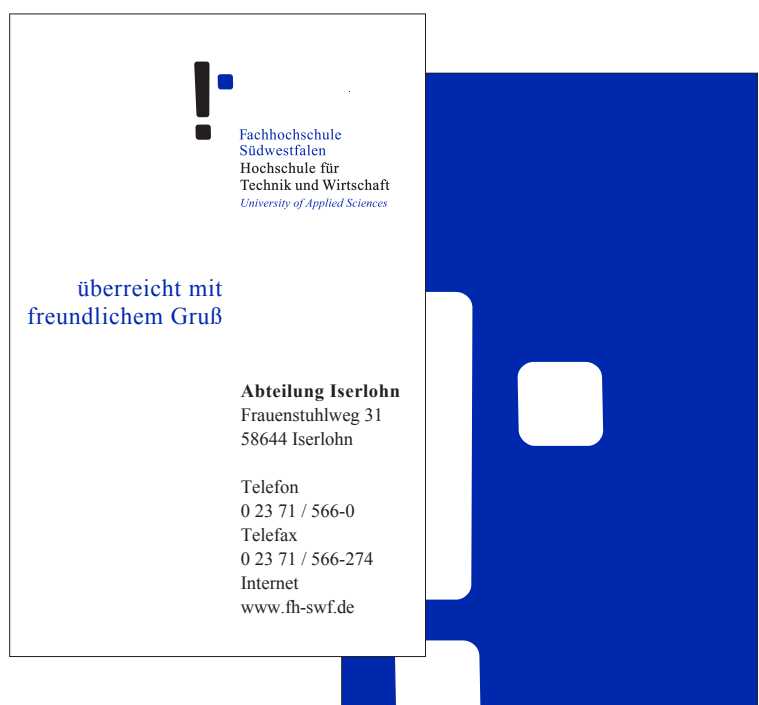 Fachhochschule
Südwestfalen
Hochschule für
Technik und Wirtschaft
University of Applied Sciences
überreicht mit
freundlichem Gruß
Abteilung Iserlohn
Frauenstuhlweg 31
58644 Iserlohn
Telefon
0 23 71 / 566-0
Telefax
0 23 71 / 566-274
Internet
www.fh-swf.de